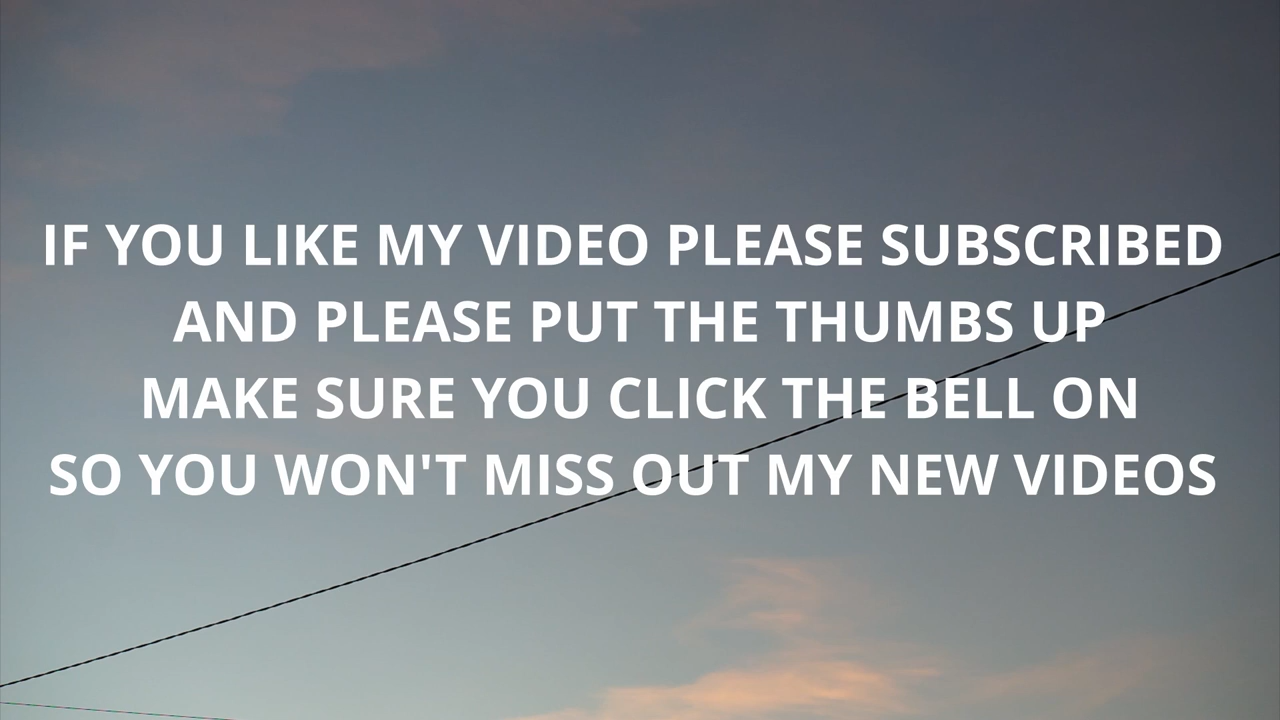 IF YOU LIKE MY VIDEO PLEASE SUBSCRIBED
AND PLEASE PUT THE THUMBS UP
MAKE SURE YOU CLICK THE BELL ON
SO YOU WON'T MISS OUT MY NEW VIDEOS